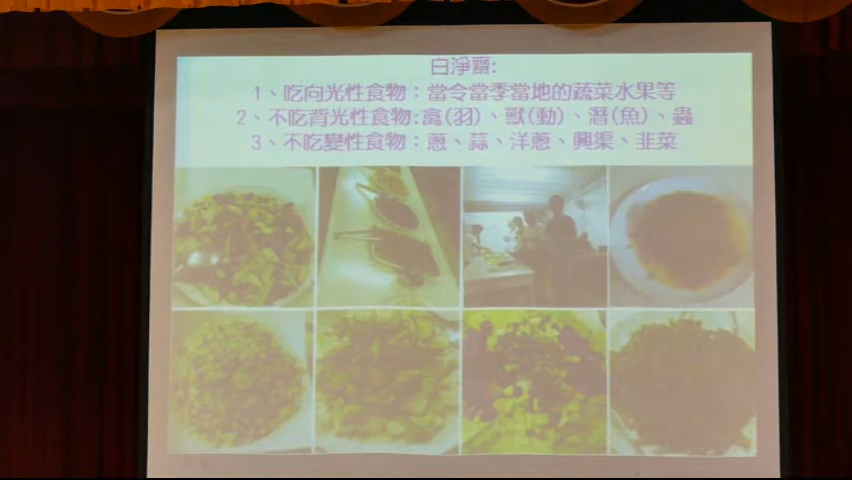 白淨齋:
1、吃向光性食物：當令當季當地的蔬菜水果等
2、不吃背光性食物:禽(羽)、獸(動)、潛(魚)、蟲
3、不吃變性食物：蔥、蒜、洋蔥、興渠、韭菜